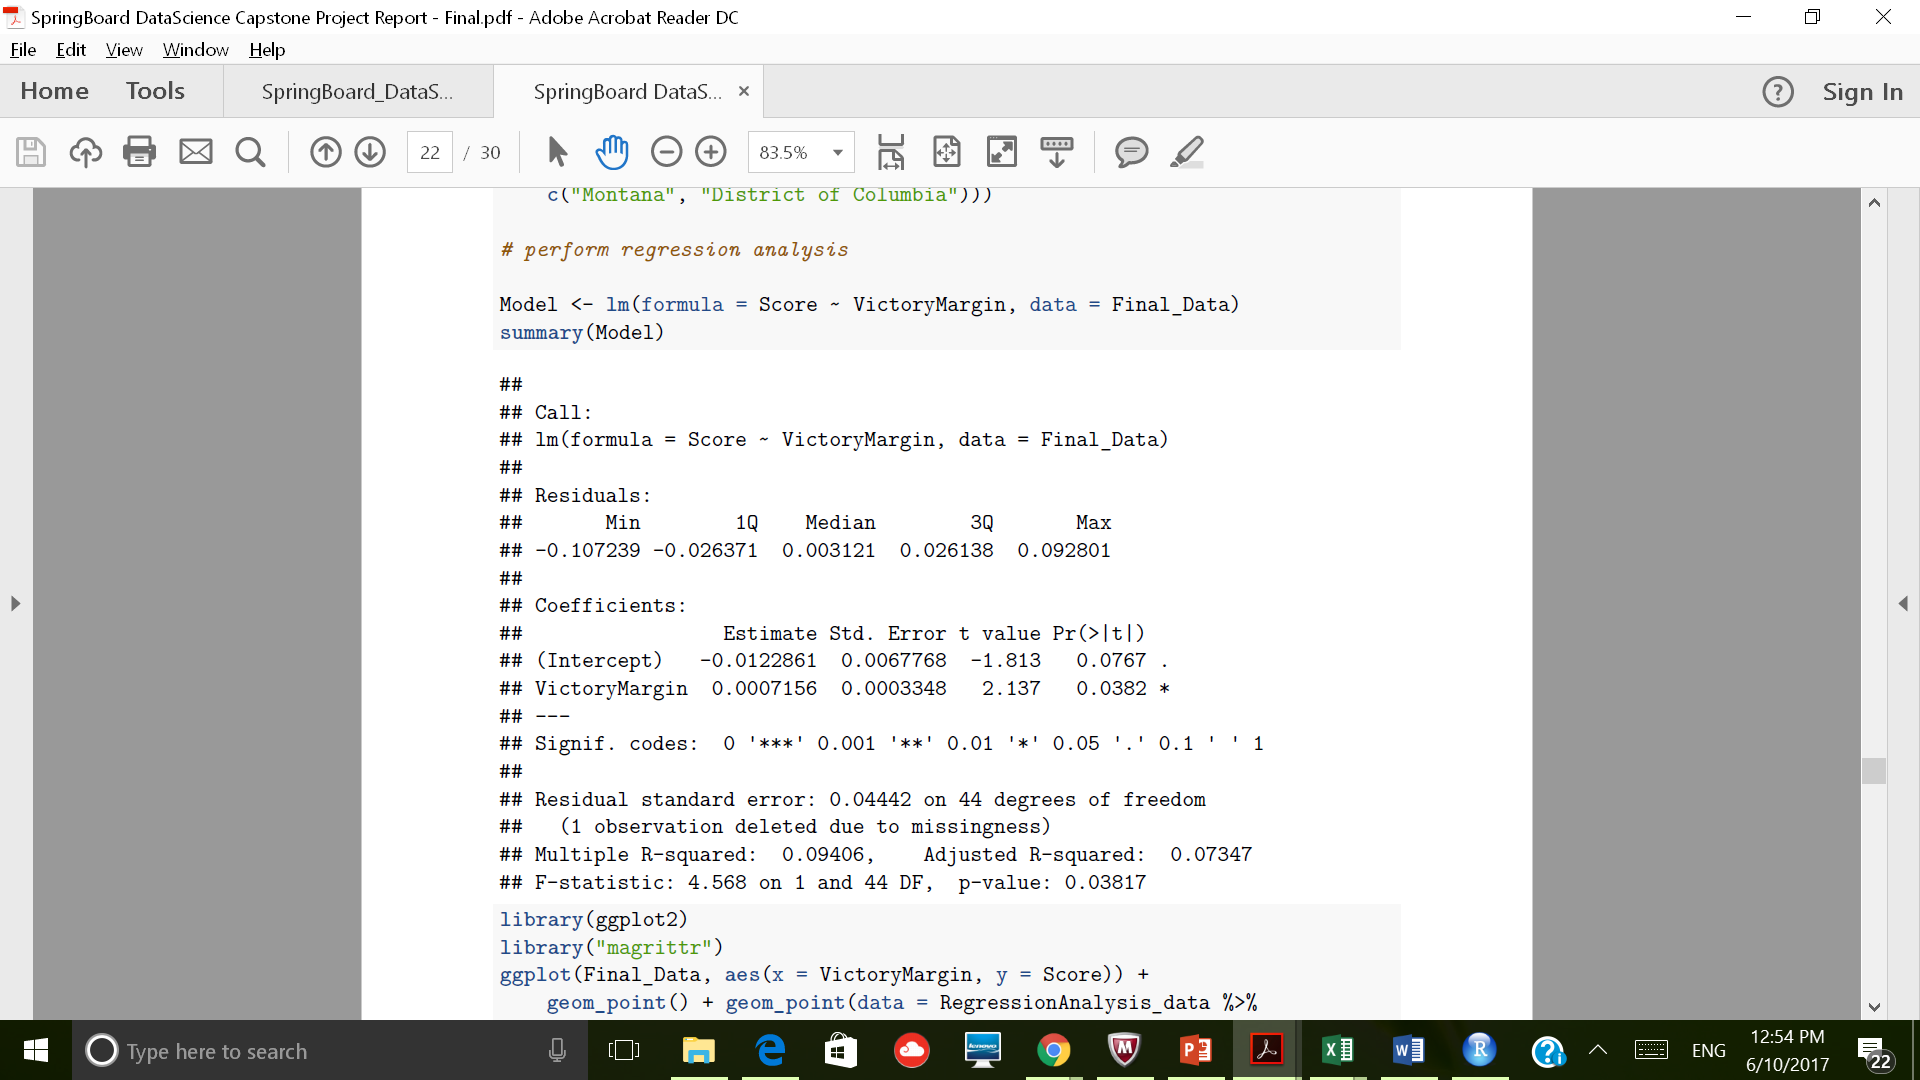 SpringBoard DataScience Capstone Project Report - Final.pdf - Adobe Acrobat Reader DC
File Edit View Window Help
Home Tools SpringBoard_DataS... SpringBoard DataS... × ? Sign In
22 / 30 83.5%
c("Montana", "District of Columbia")))
# perform regression analysis
Model <- lm(formula = Score ~ VictoryMargin, data = Final_Data)
summary(Model)
##
## Call:
## lm(formula = Score ~ VictoryMargin, data = Final_Data)
##
## Residuals:
## Min 1Q Median 3Q Max
## -0.107239 -0.026371 0.003121 0.026138 0.092801
##
## Coefficients:
## Estimate Std. Error t value Pr(>|t|)
## (Intercept) -0.0122861 0.0067768 -1.813 0.0767 .
## VictoryMargin 0.0007156 0.0003348 2.137 0.0382 *
## ---
## Signif. codes: 0 '***' 0.001 '**' 0.01 '*' 0.05 '.' 0.1 ' ' 1
##
## Residual standard error: 0.04442 on 44 degrees of freedom
## (1 observation deleted due to missingness)
## Multiple R-squared: 0.09406, Adjusted R-squared: 0.07347
## F-statistic: 4.568 on 1 and 44 DF, p-value: 0.03817
library(ggplot2)
library("magrittr")
ggplot(Final_Data, aes(x = VictoryMargin, y = Score)) +
geom_point() + geom_point(data = RegressionAnalysis_data %>%
Type here to search
ENG
12:54 PM
6/10/2017
22